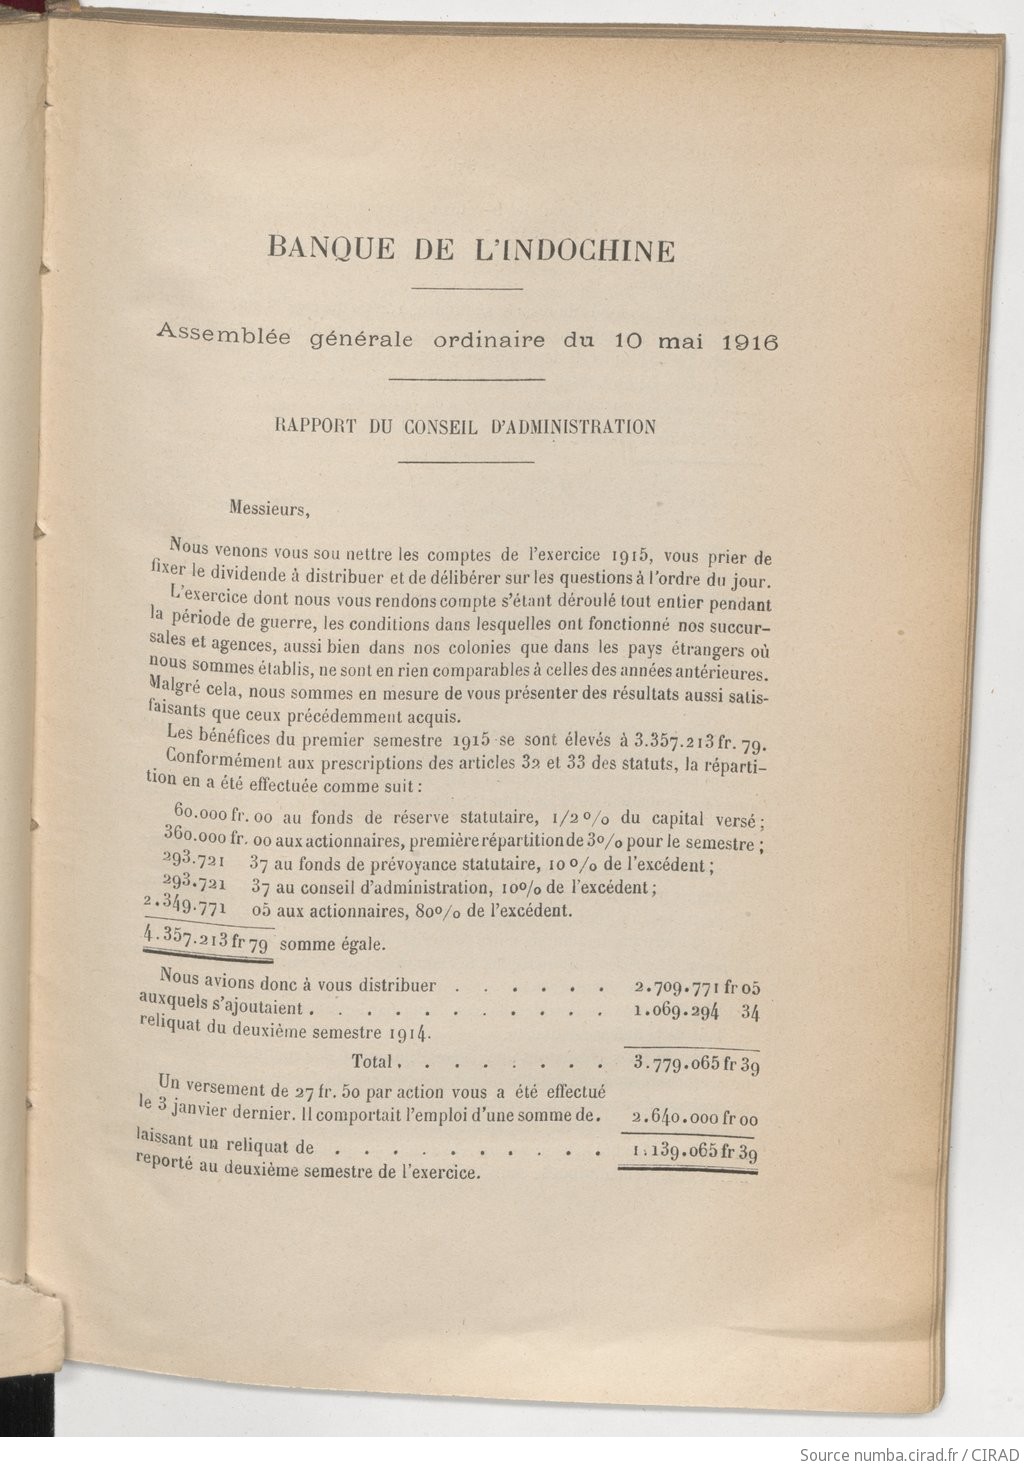 BANQUE DE L'INDOCHINE
Assemblée générale ordinaire du 10 mai 1916
RAPPORT DU CONSEIL D'ADMINISTRATION
Messieurs,
Nous venons vous sou nettre les comptes de l'exercice 1915, vous prier de
fixer le dividende à distribuer et de délibérer sur les questions à l'ordre du jour.
L'exercice dont nous vous rendons compte s'étant déroulé tout entier pendant
la période de guerre, les conditions dans lesquelles ont fonctionné nos succur-
sales et agences, aussi bien dans nos colonies que dans les pays étrangers où
nous sommes établis, ne sont en rien comparables à celles des années antérieures.
Malgré cela, nous sommes en mesure de vous présenter des résultats aussi satis-
faisants que ceux précédemment acquis.
Les bénéfices du premier semestre 1915 se sont élevés à 3.357.213 fr. 79.
Conformément aux prescriptions des articles 32 et 33 des statuts, la réparti-
tion en a été effectuée comme suit :
60.000 fr. 00 au fonds de réserve statutaire, 1/2 % du capital versé ;
360.000 fr. 00 aux actionnaires, première répartition de 3 % pour le semestre ;
293.721 37 au fonds de prévoyance statutaire, 10 % de l'excédent ;
293.721 37 au conseil d'administration, 10 % de l'excédent ;
2.349.771 05 aux actionnaires, 80 % de l'excédent.
4.357.213 fr 79 somme égale.
Nous avions donc à vous distribuer . . . . . . 2.709.771 fr 05
auxquels s'ajoutaient . . . . . . . . . . . 1.069.294 34
reliquat du deuxième semestre 1914.
Total . . . . . . . . 3.779.065 fr 39
Un versement de 27 fr. 50 par action vous a été effectué
le 3 janvier dernier. Il comportait l'emploi d'une somme de. 2.640.000 fr 00
laissant un reliquat de . . . . . . . . . . 1.139.065 fr 39
reporté au deuxième semestre de l'exercice.
Source numba.cirad.fr / CIRAD